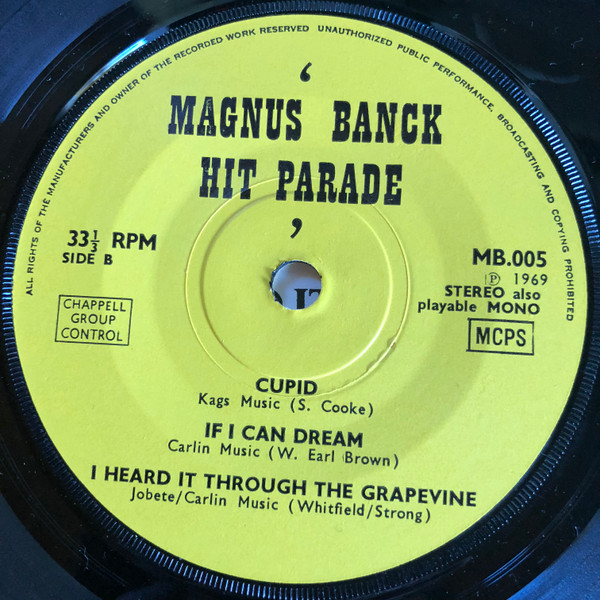 ALL RIGHTS OF THE MANUFACTURERS AND OWNER OF THE RECORDED WORK RESERVED UNAUTHORIZED PUBLIC PERFORMANCE, BROADCASTING AND COPYING PROHIBITED
‘
MAGNUS BANCK
HIT PARADE
’
33⅓ RPM
SIDE B
CHAPPELL
GROUP
CONTROL
MB.005
Ⓟ 1969
STEREO also
playable MONO
MCPS
CUPID
Kags Music (S. Cooke)
IF I CAN DREAM
Carlin Music (W. Earl Brown)
I HEARD IT THROUGH THE GRAPEVINE
Jobete/Carlin Music (Whitfield/Strong)